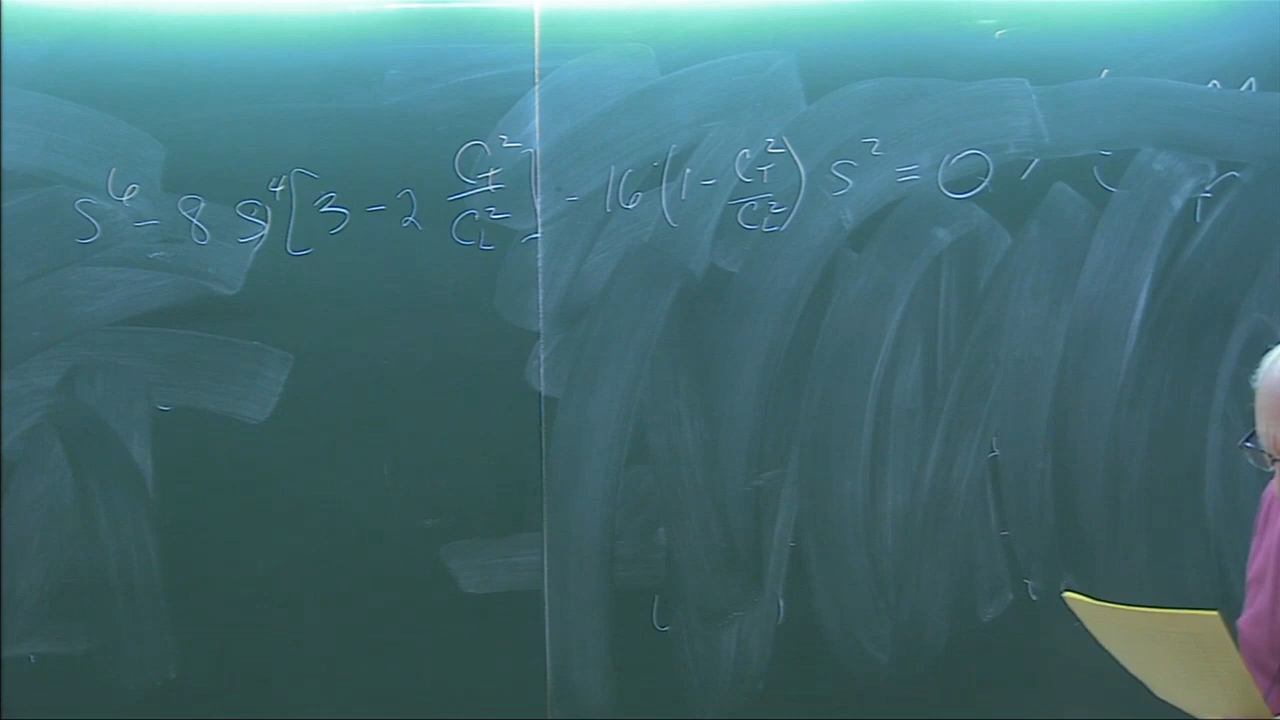 S⁶ - 8 S⁴ [3 - 2 C_T²/C_L²] - 16 (1 - C_T²/C_L²) S² = 0,